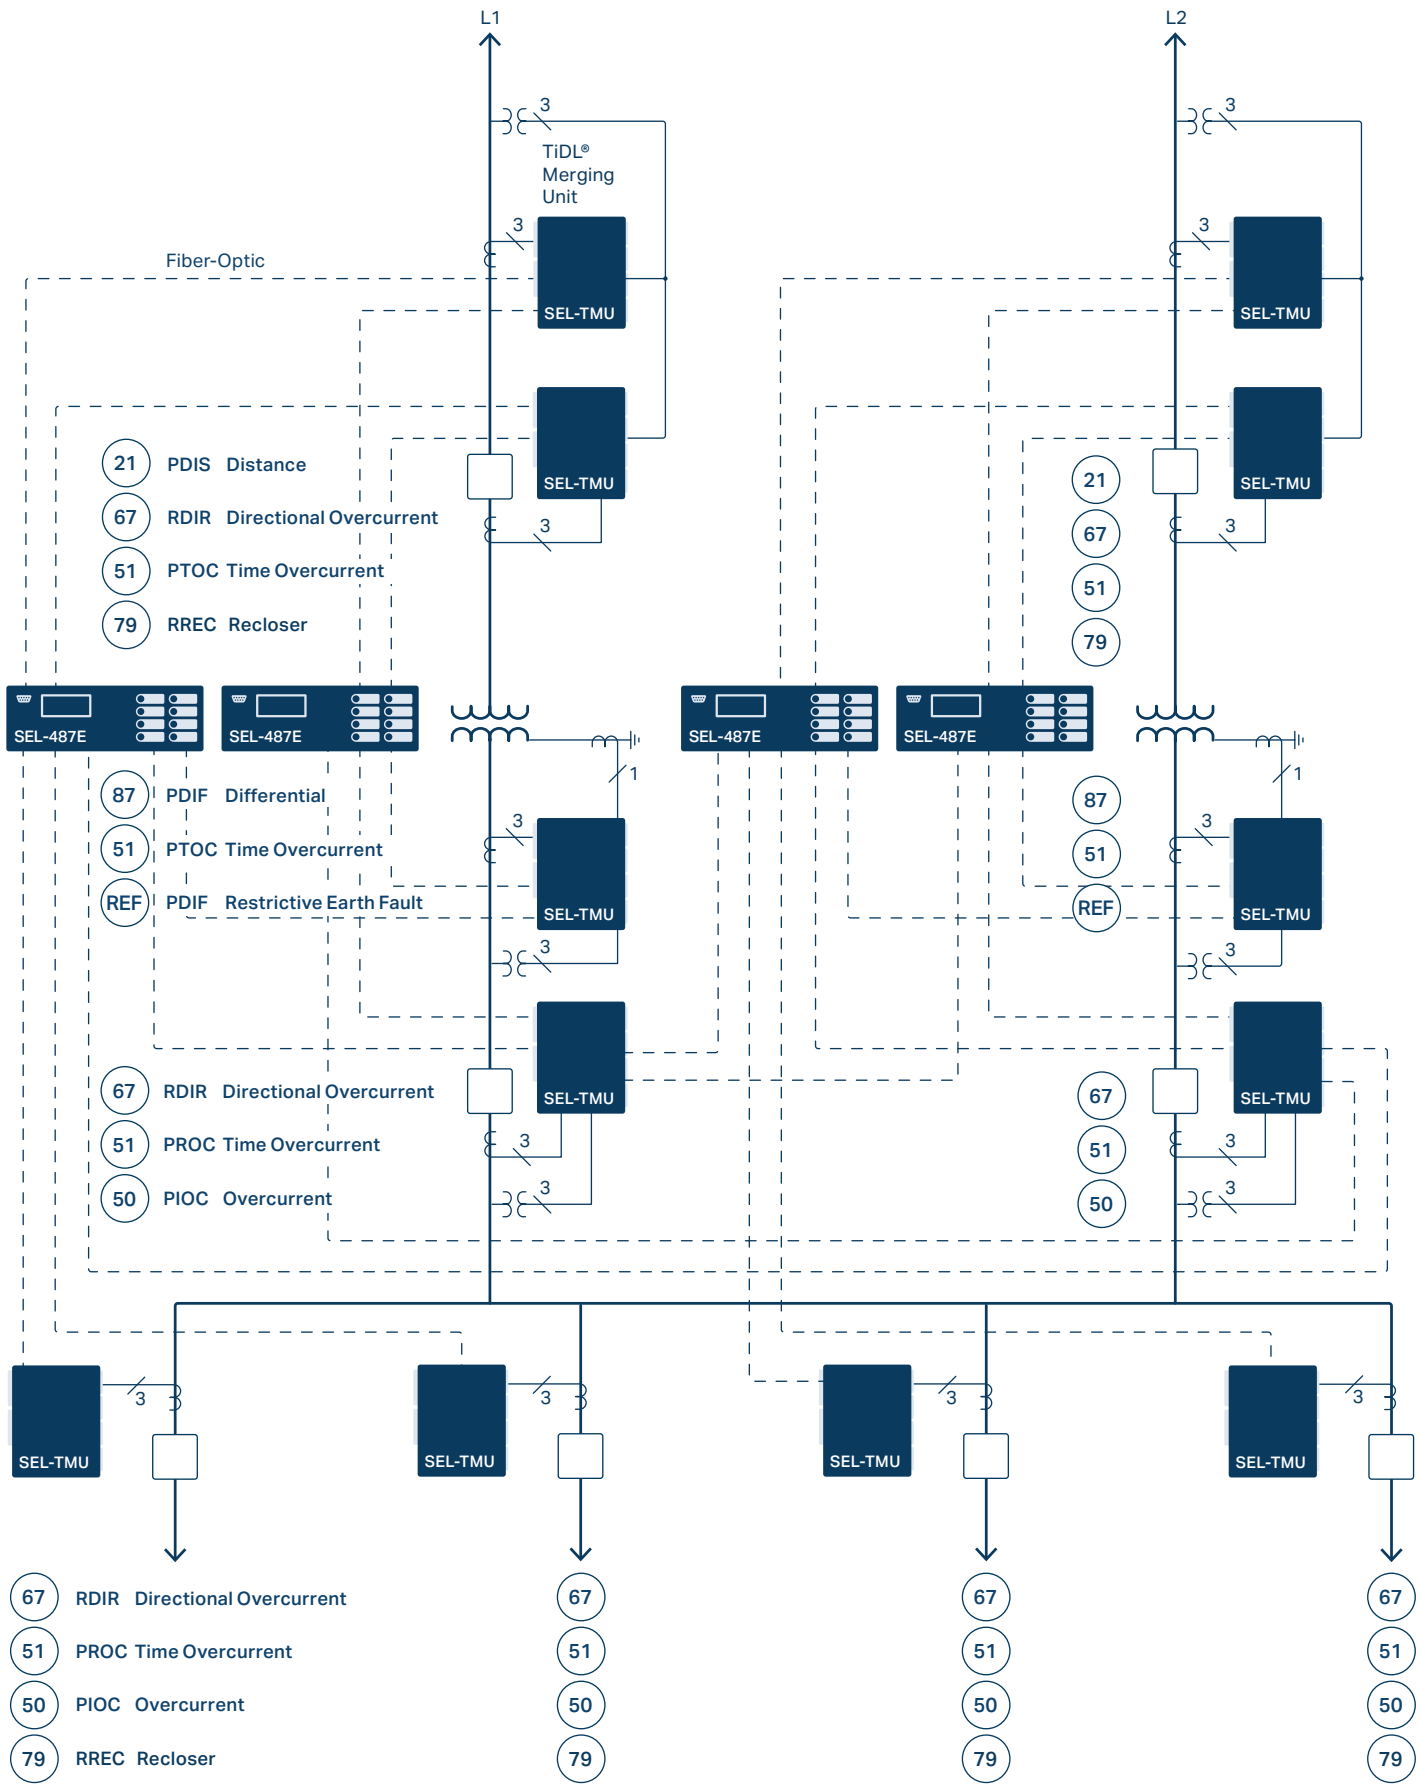 L1
L2
3
3
TiDL®
Merging
Unit
3
3
Fiber-Optic
SEL-TMU
SEL-TMU
21 PDIS Distance
21
SEL-TMU
SEL-TMU
67 RDIR Directional Overcurrent
3
67
3
51 PTOC Time Overcurrent
51
79 RREC Recloser
79
SEL-487E
SEL-487E
SEL-487E
SEL-487E
1
1
87 PDIF Differential
87
3
3
51 PTOC Time Overcurrent
51
REF PDIF Restrictive Earth Fault
REF
SEL-TMU
SEL-TMU
3
3
67 RDIR Directional Overcurrent
SEL-TMU
67
SEL-TMU
51 PROC Time Overcurrent
3
51
3
50 PIOC Overcurrent
3
50
3
3
3
3
3
SEL-TMU
SEL-TMU
SEL-TMU
SEL-TMU
67 RDIR Directional Overcurrent
67
67
67
51 PROC Time Overcurrent
51
51
51
50 PIOC Overcurrent
50
50
50
79 RREC Recloser
79
79
79